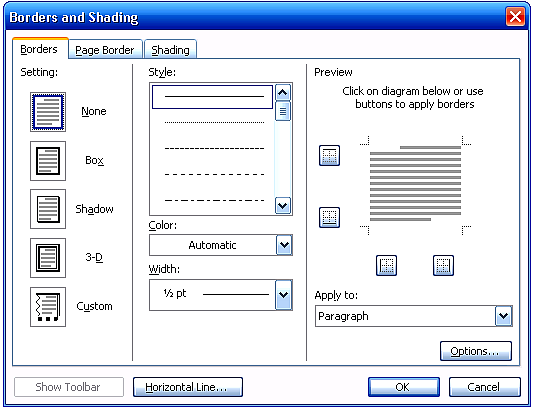 Borders and Shading
Borders
Page Border
Shading
Setting:
None
Box
Shadow
3-D
Custom
Style:
Color:
Automatic
Width:
½ pt
Preview
Click on diagram below or use
buttons to apply borders
Apply to:
Paragraph
Options...
Show Toolbar
Horizontal Line...
OK
Cancel